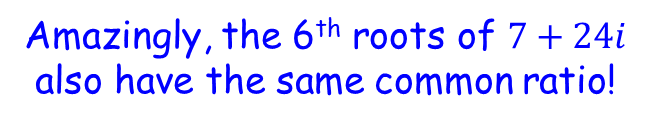 Amazingly, the 6ᵗʰ roots of 7 + 24𝑖
also have the same common ratio!